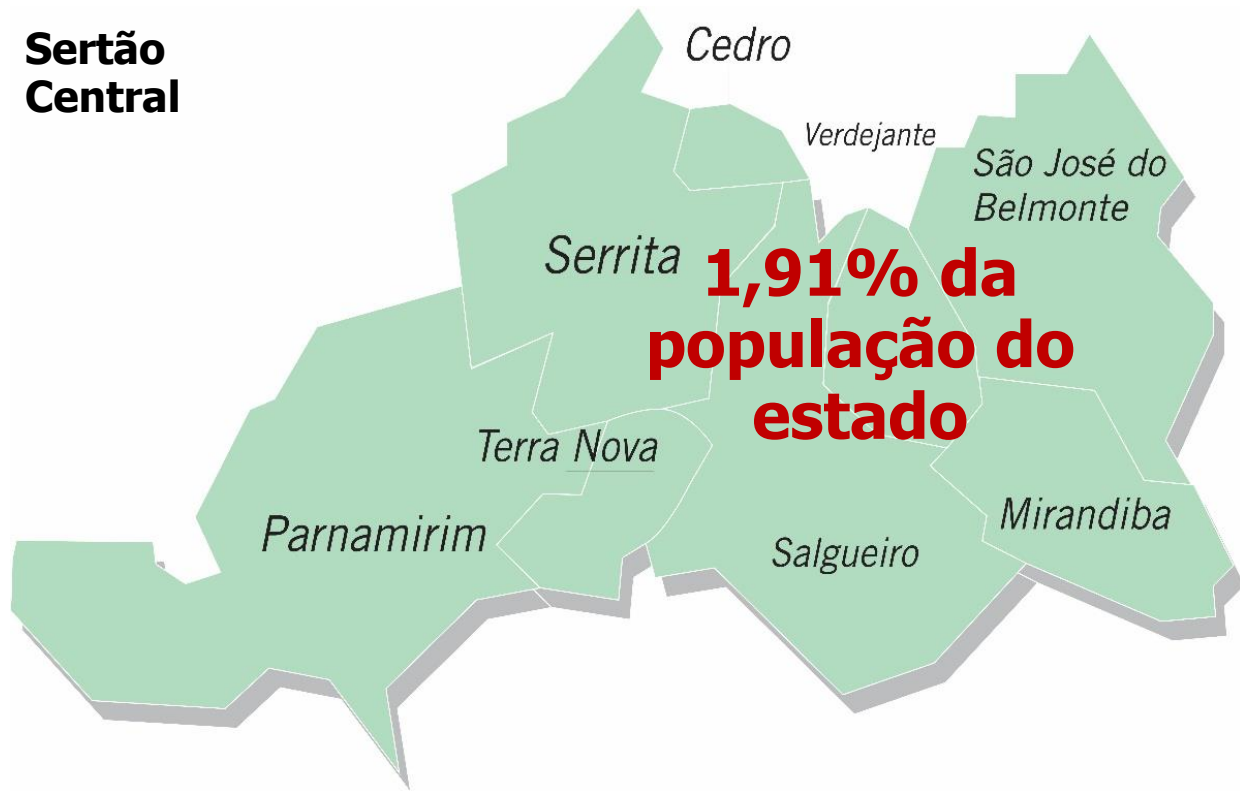 Sertão
Central
Cedro
Verdejante
São José do
Belmonte
Serrita
1,91% da
população do
estado
Terra Nova
Parnamirim
Salgueiro
Mirandiba